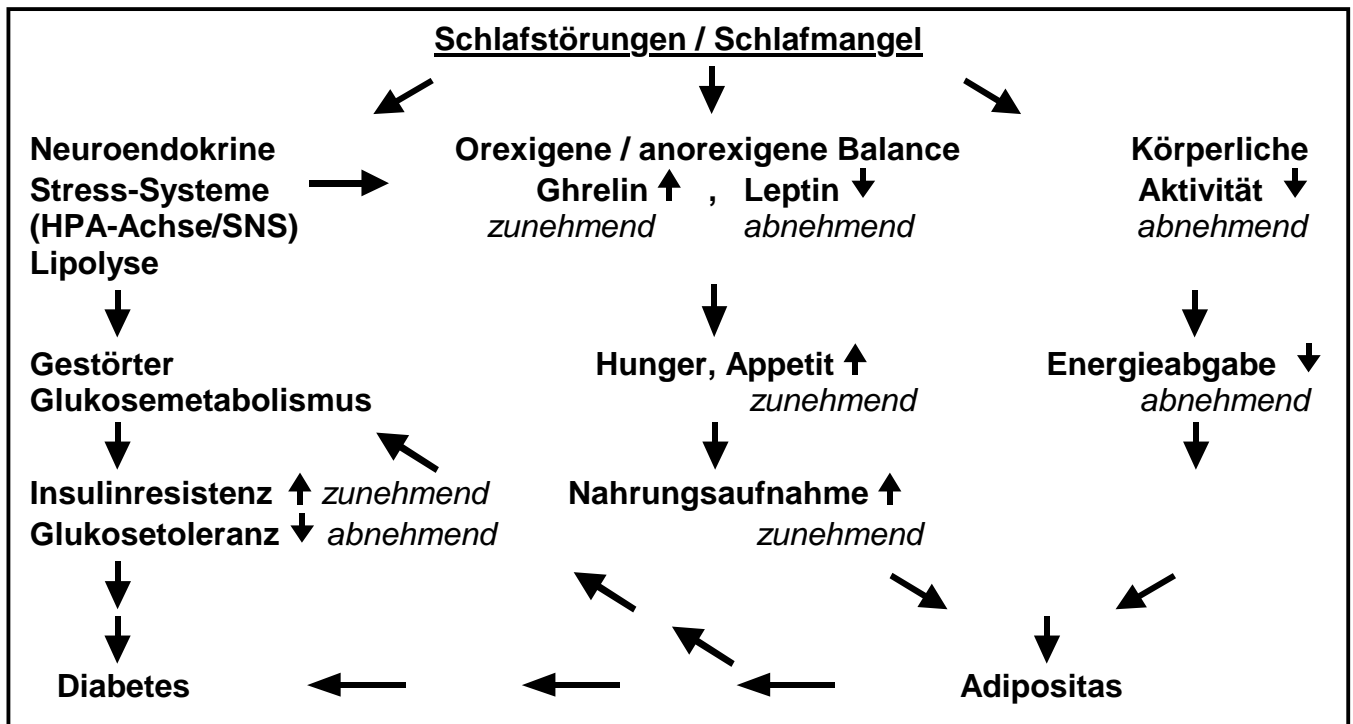 Schlafstörungen / Schlafmangel
Neuroendokrine
Stress-Systeme
(HPA-Achse/SNS)
Lipolyse
Orexigene / anorexigene Balance
Ghrelin ↑ , Leptin ↓
zunehmend abnehmend
Körperliche
Aktivität ↓
abnehmend
Gestörter
Glukosemetabolismus
Hunger, Appetit ↑
zunehmend
Energieabgabe ↓
abnehmend
Insulinresistenz ↑ zunehmend
Glukosetoleranz ↓ abnehmend
Nahrungsaufnahme ↑
zunehmend
Diabetes
Adipositas